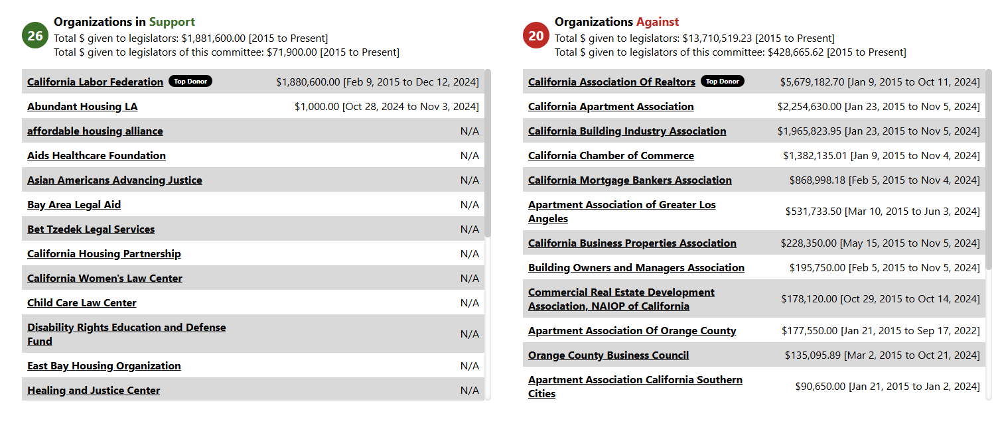 26
Organizations in Support
Total $ given to legislators: $1,881,600.00 [2015 to Present]
Total $ given to legislators of this committee: $71,900.00 [2015 to Present]
California Labor Federation Top Donor $1,880,600.00 [Feb 9, 2015 to Dec 12, 2024]
Abundant Housing LA $1,000.00 [Oct 28, 2024 to Nov 3, 2024]
affordable housing alliance N/A
Aids Healthcare Foundation N/A
Asian Americans Advancing Justice N/A
Bay Area Legal Aid N/A
Bet Tzedek Legal Services N/A
California Housing Partnership N/A
California Women's Law Center N/A
Child Care Law Center N/A
Disability Rights Education and Defense
Fund N/A
East Bay Housing Organization N/A
Healing and Justice Center N/A
20
Organizations Against
Total $ given to legislators: $13,710,519.23 [2015 to Present]
Total $ given to legislators of this committee: $428,665.62 [2015 to Present]
California Association Of Realtors Top Donor $5,679,182.70 [Jan 9, 2015 to Oct 11, 2024]
California Apartment Association $2,254,630.00 [Jan 23, 2015 to Nov 5, 2024]
California Building Industry Association $1,965,823.95 [Jan 23, 2015 to Nov 5, 2024]
California Chamber of Commerce $1,382,135.01 [Jan 9, 2015 to Nov 4, 2024]
California Mortgage Bankers Association $868,998.18 [Feb 5, 2015 to Nov 4, 2024]
Apartment Association of Greater Los
Angeles $531,733.50 [Mar 10, 2015 to Jun 3, 2024]
California Business Properties Association $228,350.00 [May 15, 2015 to Nov 5, 2024]
Building Owners and Managers Association $195,750.00 [Feb 5, 2015 to Nov 5, 2024]
Commercial Real Estate Development
Association, NAIOP of California $178,120.00 [Oct 29, 2015 to Oct 14, 2024]
Apartment Association Of Orange County $177,550.00 [Jan 21, 2015 to Sep 17, 2022]
Orange County Business Council $135,095.89 [Mar 2, 2015 to Oct 21, 2024]
Apartment Association California Southern
Cities $90,650.00 [Jan 21, 2015 to Jan 2, 2024]